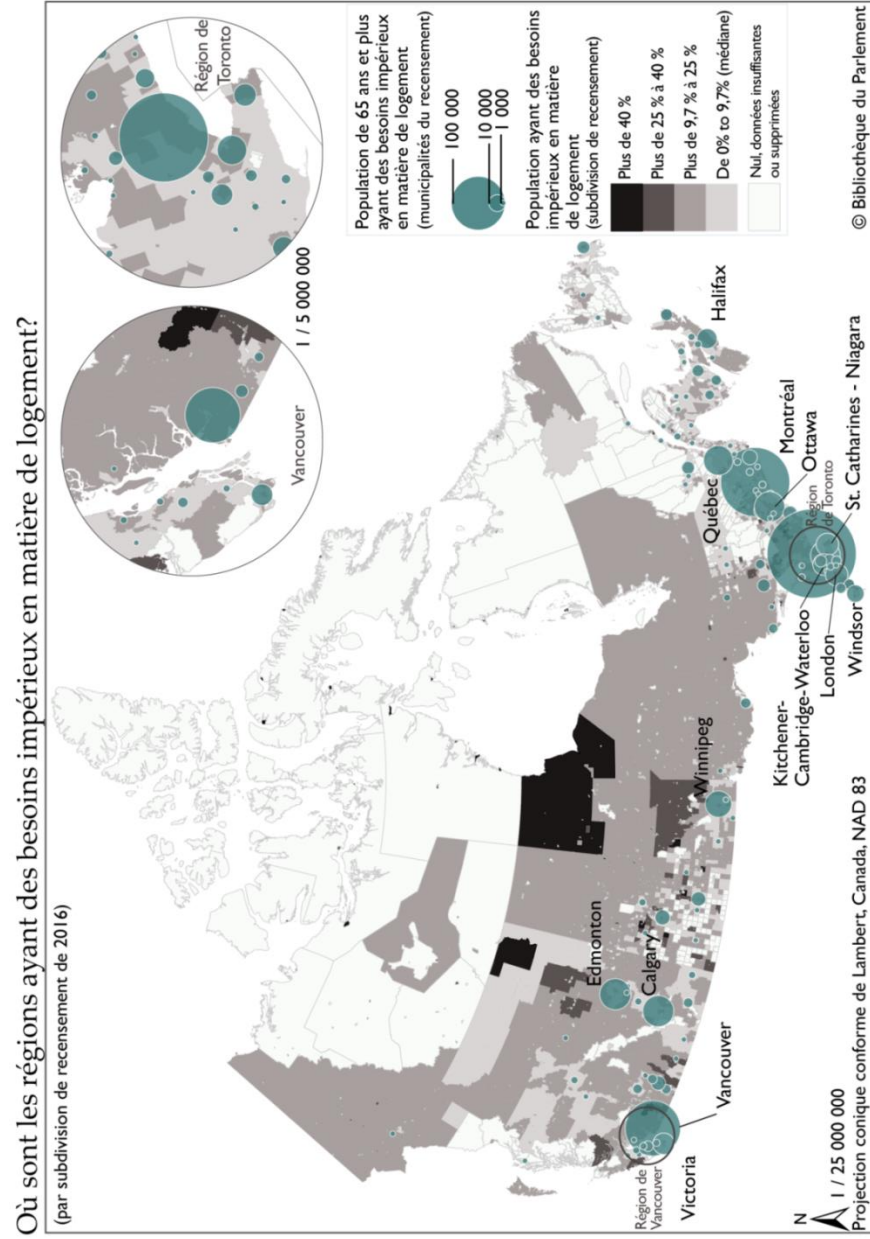 Où sont les régions ayant des besoins impérieux en matière de logement?
(par subdivision de recensement de 2016)
Vancouver
1 / 5 000 000
Région de
Toronto
Population de 65 ans et plus
ayant des besoins impérieux
en matière de logement
(municipalités du recensement)
100 000
10 000
1 000
Population ayant des besoins
impérieux en matière
de logement
(subdivision de recensement)
Plus de 40 %
Plus de 25 % à 40 %
Plus de 9,7 % à 25 %
De 0% to 9,7% (médiane)
Nul, données insuffisantes
ou supprimées
Région de
Vancouver
Victoria
Vancouver
Edmonton
Calgary
Winnipeg
Kitchener-
Cambridge-Waterloo
London
Windsor
Région
de Toronto
St. Catharines - Niagara
Ottawa
Montréal
Québec
Halifax
N
1 / 25 000 000
Projection conique conforme de Lambert, Canada, NAD 83
© Bibliothèque du Parlement